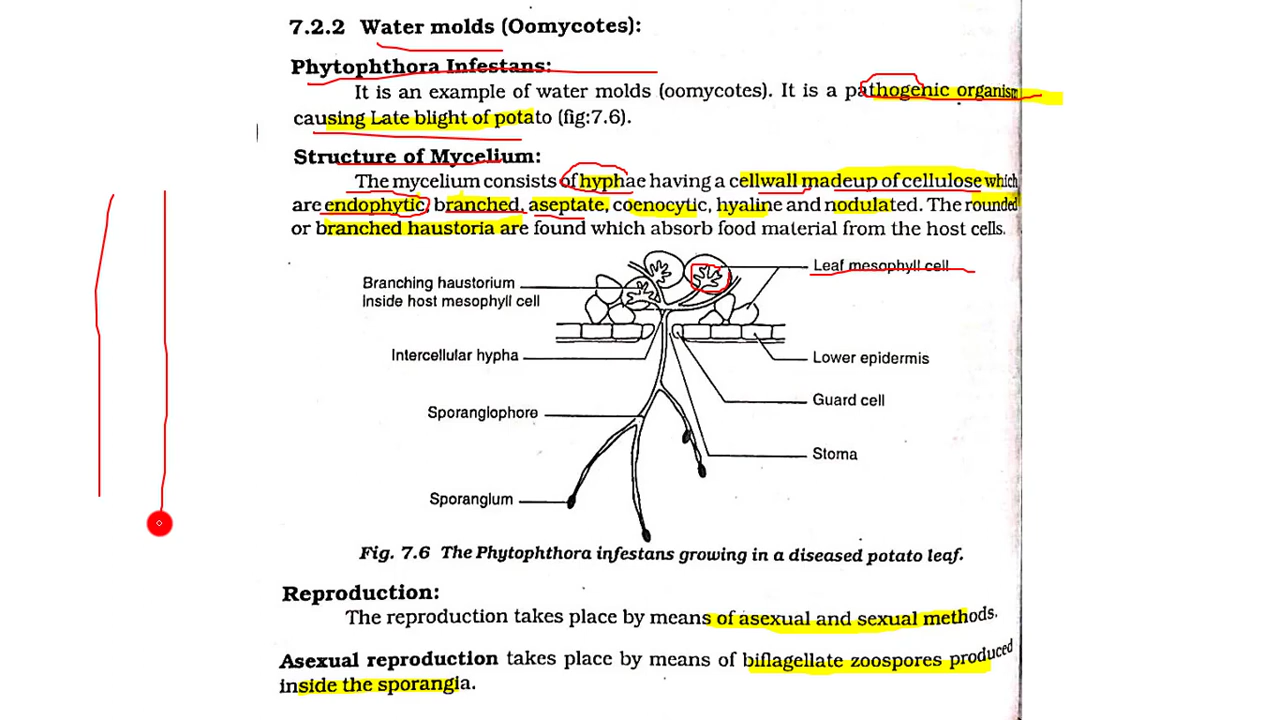 7.2.2 Water molds (Oomycotes):
Phytophthora Infestans:
It is an example of water molds (oomycotes). It is a pathogenic organism
causing Late blight of potato (fig:7.6).
Structure of Mycelium:
The mycelium consists of hyphae having a cellwall madeup of cellulose which
are endophytic, branched, aseptate, coenocytic, hyaline and nodulated. The rounded
or branched haustoria are found which absorb food material from the host cells.
Leaf mesophyll cell
Branching haustorium
inside host mesophyll cell
Intercellular hypha
Lower epidermis
Guard cell
Sporanglophore
Stoma
Sporanglum
Fig. 7.6 The Phytophthora infestans growing in a diseased potato leaf.
Reproduction:
The reproduction takes place by means of asexual and sexual methods.
Asexual reproduction takes place by means of biflagellate zoospores produced
inside the sporangia.